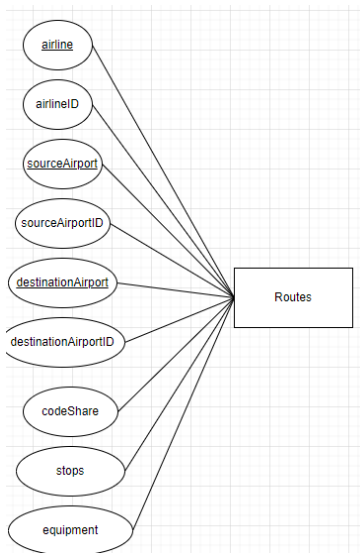 airline
airlineID
sourceAirport
sourceAirportID
destinationAirport
Routes
destinationAirportID
codeShare
stops
equipment